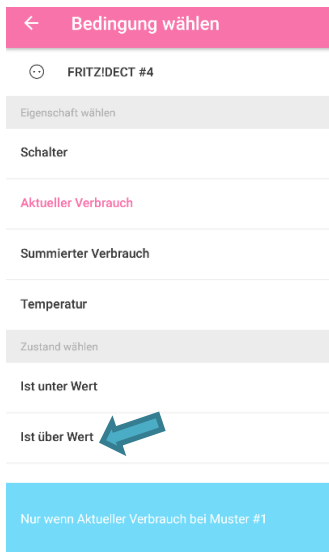 Bedingung wählen
FRITZ!DECT #4
Eigenschaft wählen
Schalter
Aktueller Verbrauch
Summierter Verbrauch
Temperatur
Zustand wählen
Ist unter Wert
Ist über Wert
Nur wenn Aktueller Verbrauch bei Muster #1